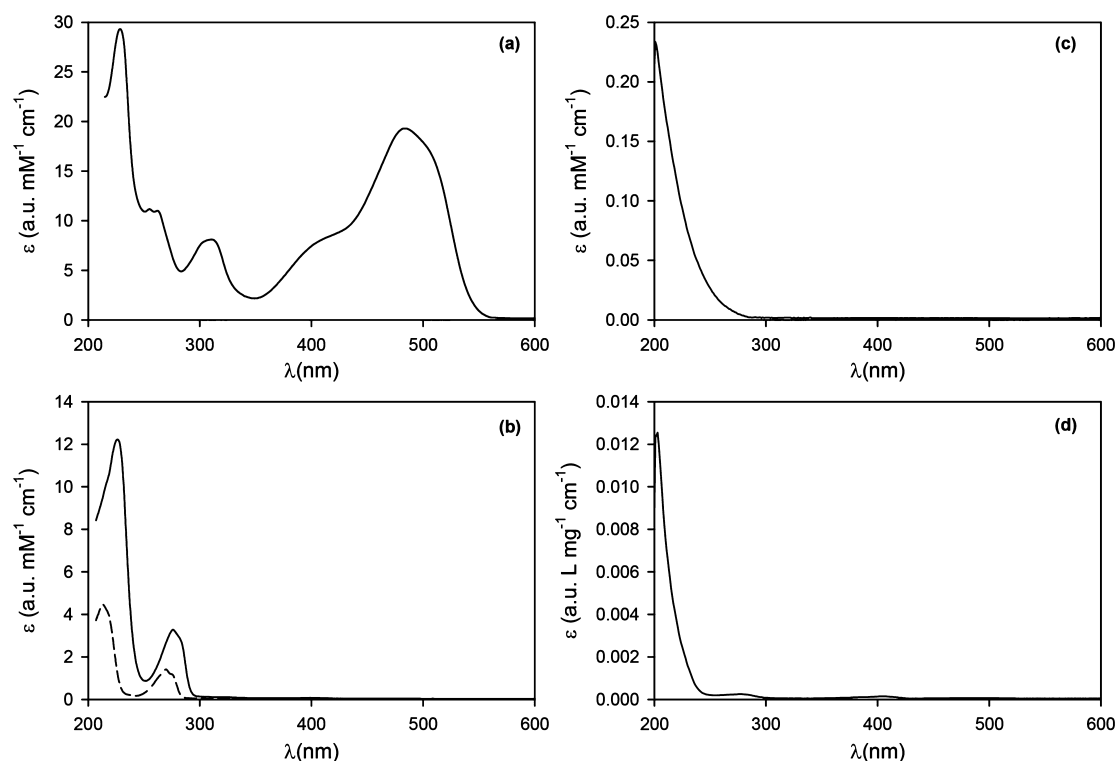 (a)
30
25
20
15
10
5
0
ε (a.u. mM⁻¹ cm⁻¹)
200 300 400 500 600
λ(nm)
(c)
0.25
0.20
0.15
0.10
0.05
0.00
ε (a.u. mM⁻¹ cm⁻¹)
200 300 400 500 600
λ(nm)
(b)
14
12
10
8
6
4
2
0
ε (a.u. mM⁻¹ cm⁻¹)
200 300 400 500 600
λ(nm)
(d)
0.014
0.012
0.010
0.008
0.006
0.004
0.002
0.000
ε (a.u. L mg⁻¹ cm⁻¹)
200 300 400 500 600
λ(nm)